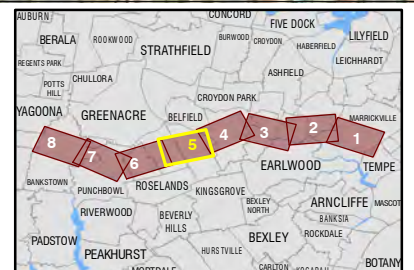 AUBURN
CONCORD
FIVE DOCK
BERALA
ROOKWOOD
STRATHFIELD
BURWOOD
CROYDON
HABERFIELD
LILYFIELD
REGENTS PARK
CHULLORA
ASHFIELD
LEICHHARDT
POTTS HILL
CROYDON PARK
YAGOONA
GREENACRE
BELFIELD
MARRICKVILLE
8
7
6
5
4
3
2
1
BANKSTOWN
PUNCHBOWL
ROSELANDS
KINGSGROVE
EARLWOOD
TEMPE
RIVERWOOD
BEVERLY HILLS
BEXLEY NORTH
ARNCLIFFE
MASCOT
BANKSIA
PADSTOW
PEAKHURST
HURSTVILLE
BEXLEY
ROCKDALE
MORTDALE
CARLTON
KOGARAH
BOTANY